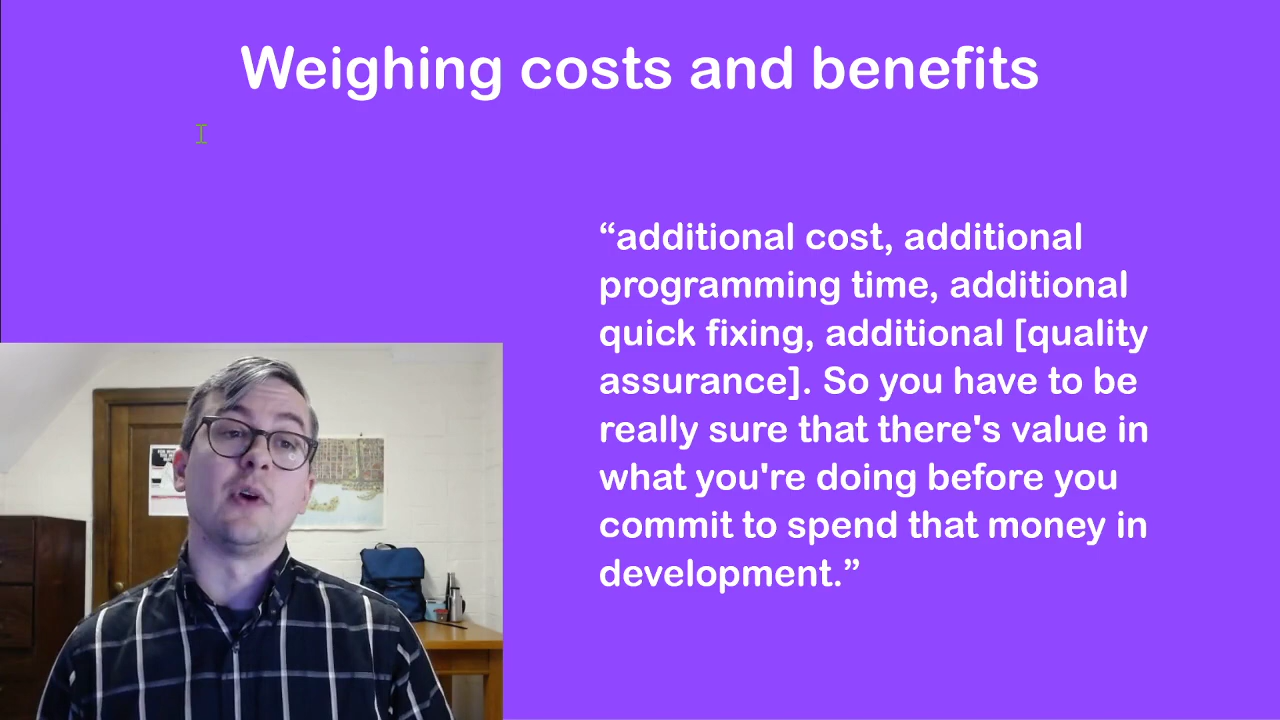 Weighing costs and benefits
“additional cost, additional
programming time, additional
quick fixing, additional [quality
assurance]. So you have to be
really sure that there's value in
what you're doing before you
commit to spend that money in
development.”